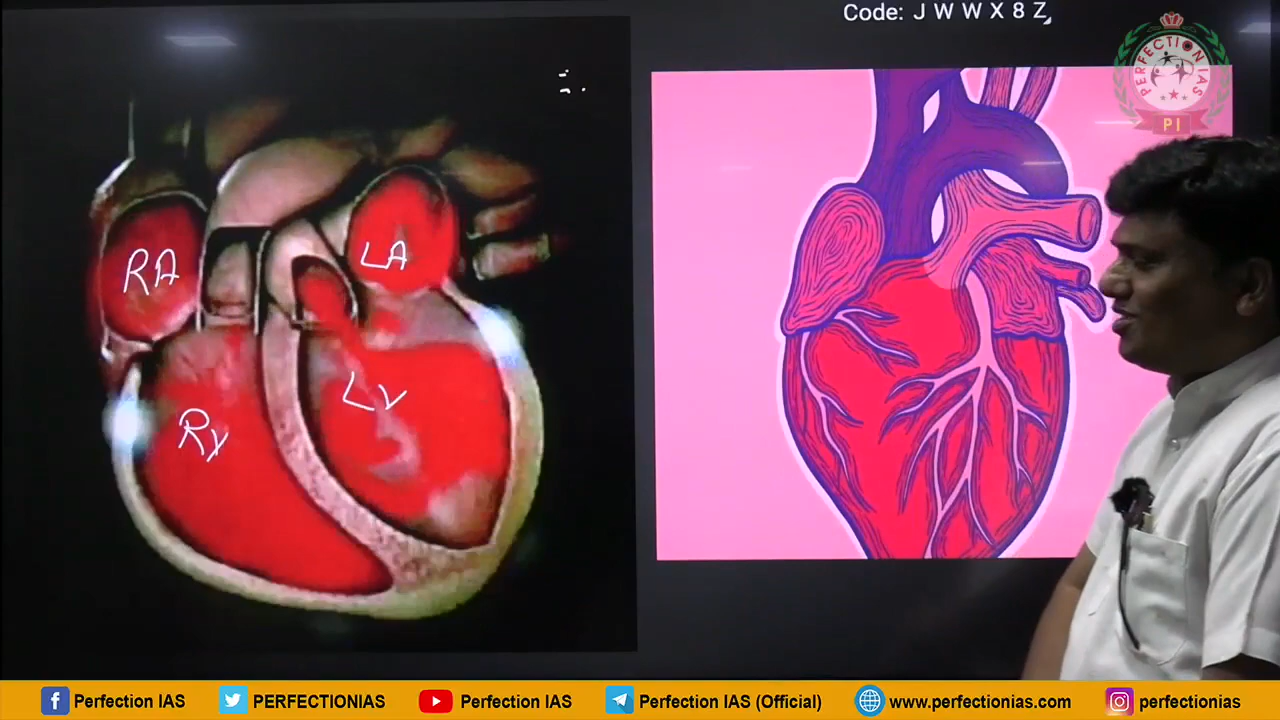 Code: J W W X 8 Z
PERFECTION IAS
PI
RA
LA
LV
RV
Perfection IAS
PERFECTIONIAS
Perfection IAS
Perfection IAS (Official)
www.perfectionias.com
perfectionias